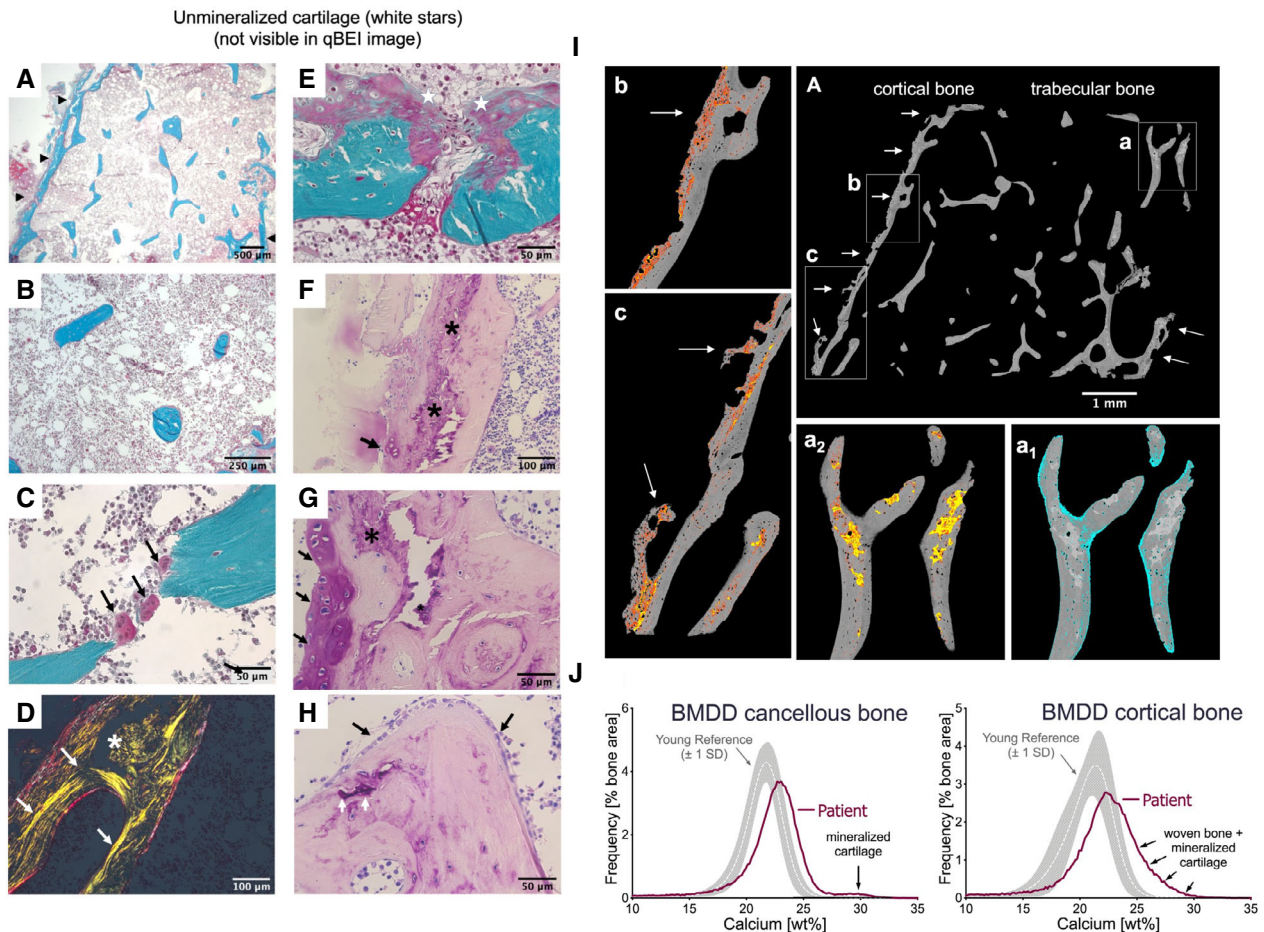 Unmineralized cartilage (white stars)
(not visible in qBEI image)
A
500 µm
B
250 µm
C
50 µm
D
*
100 µm
E
50 µm
F
*
*
100 µm
G
*
50 µm
H
50 µm
I
b
c
A
cortical bone
trabecular bone
a
b
c
1 mm
a2
a1
J
BMDD cancellous bone
Young Reference
(± 1 SD)
Patient
mineralized
cartilage
Frequency [% bone area]
6
4
2
0
10 15 20 25 30 35
Calcium [wt%]
BMDD cortical bone
Young Reference
(± 1 SD)
Patient
woven bone +
mineralized
cartilage
Frequency [% bone area]
5
4
3
2
1
0
10 15 20 25 30 35
Calcium [wt%]